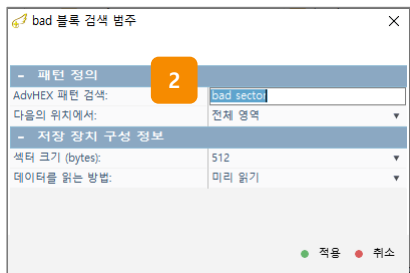 bad 블록 검색 범주
- 패턴 정의
2
AdvHEX 패턴 검색: bad sector
다음의 위치에서: 전체 영역
- 저장 장치 구성 정보
섹터 크기 (bytes): 512
데이터를 읽는 방법: 미리 읽기
적용 취소